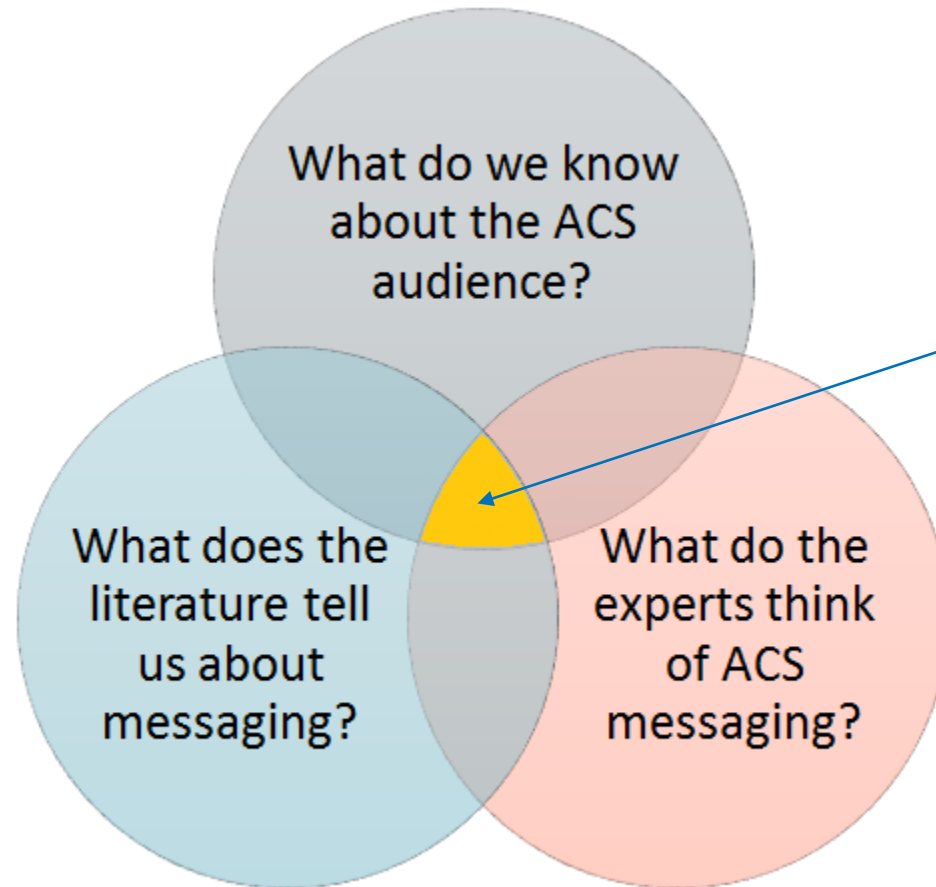 What do we know
about the ACS
audience?
What does the
literature tell
us about
messaging?
What do the
experts think
of ACS
messaging?